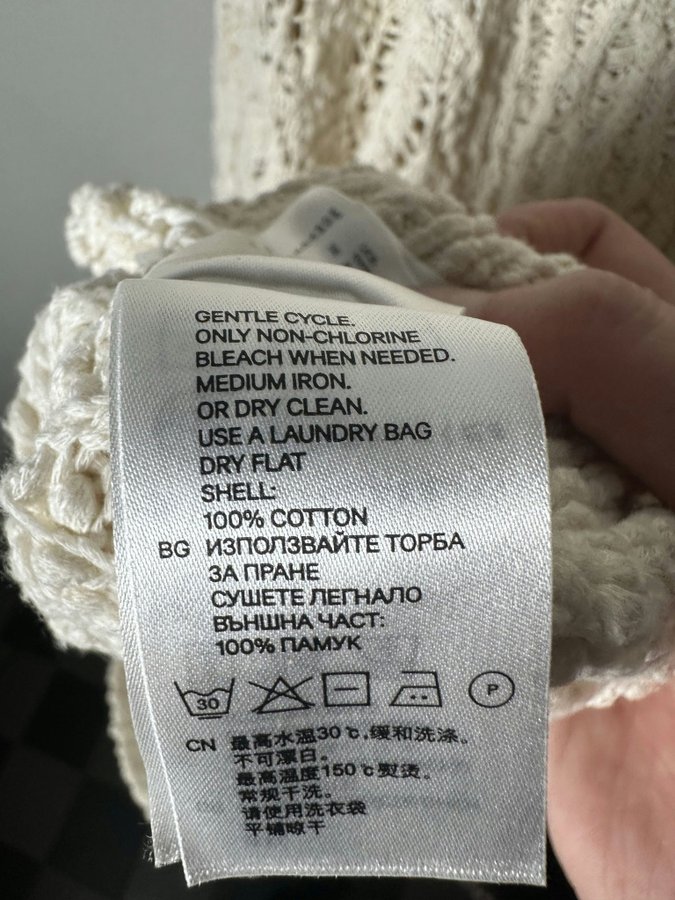 GENTLE CYCLE.
ONLY NON-CHLORINE
BLEACH WHEN NEEDED.
MEDIUM IRON.
OR DRY CLEAN.
USE A LAUNDRY BAG
DRY FLAT
SHELL:
100% COTTON
BG ИЗПОЛЗВАЙТЕ ТОРБА
ЗА ПРАНЕ
СУШЕТЕ ЛЕГНАЛО
ВЪНШНА ЧАСТ:
100% ПАМУК
30 P
CN 最高水温30℃,缓和洗涤。
不可漂白。
最高温度150℃熨烫。
常规干洗。
请使用洗衣袋
平铺晾干